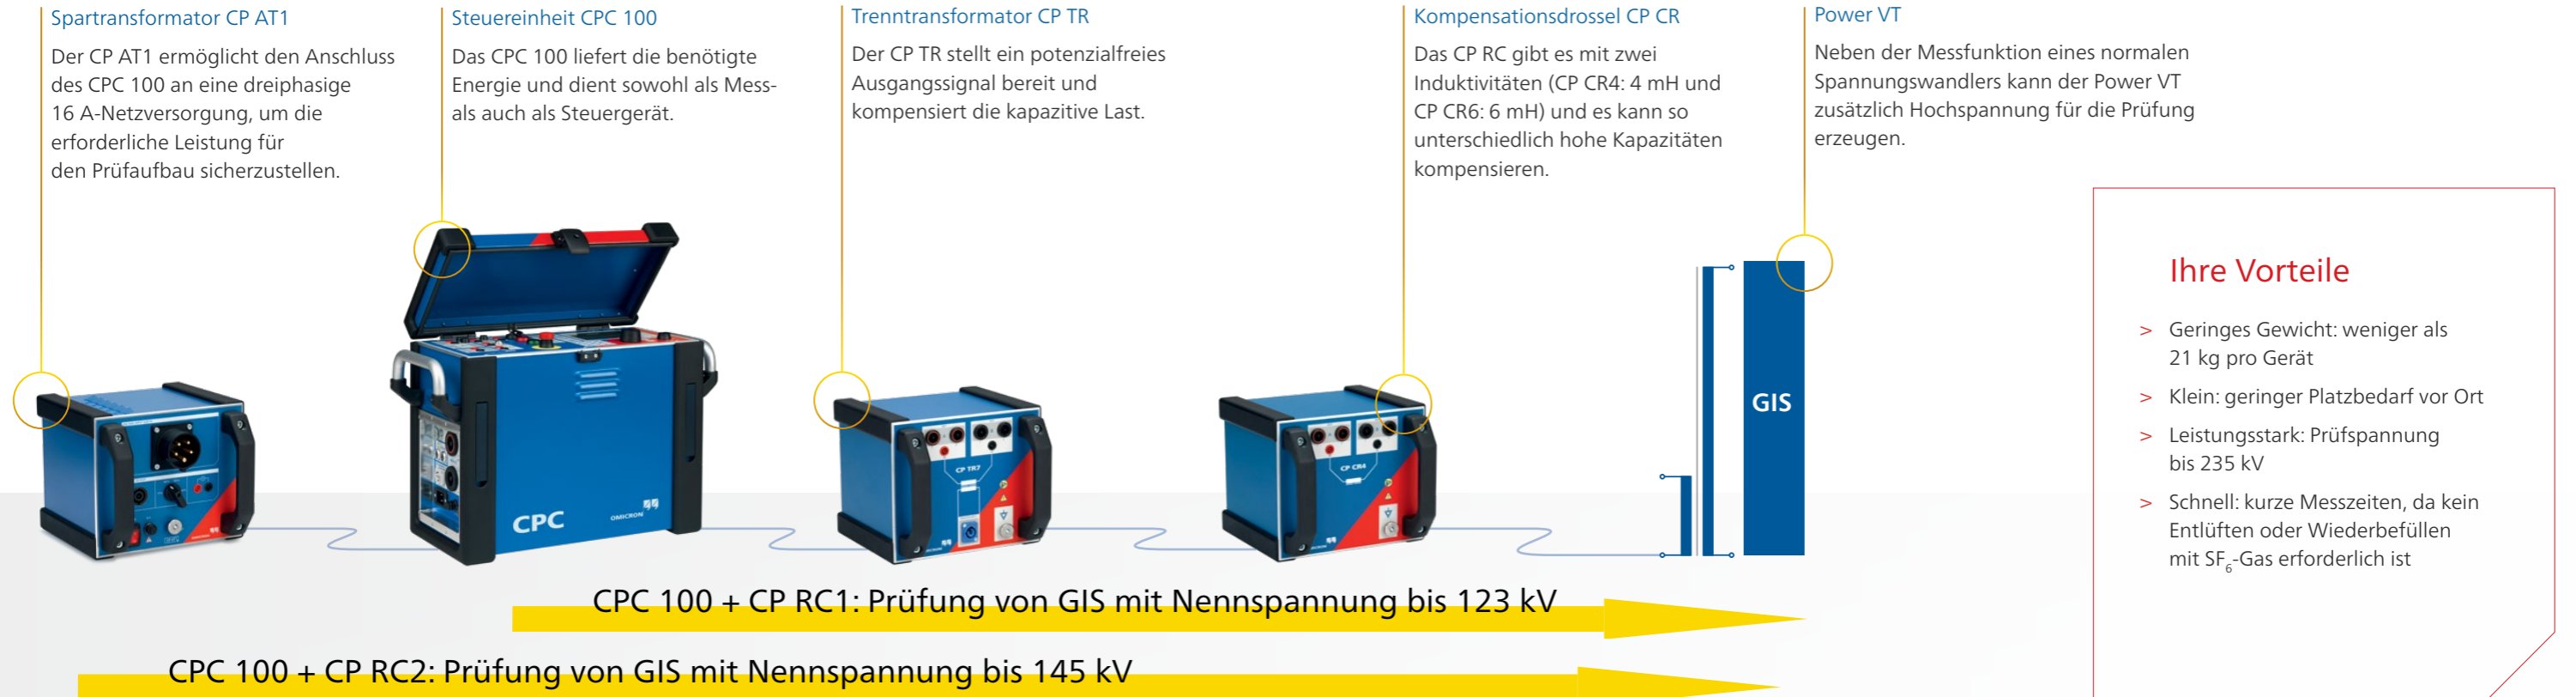 Spartransformator CP AT1
Der CP AT1 ermöglicht den Anschluss
des CPC 100 an eine dreiphasige
16 A-Netzversorgung, um die
erforderliche Leistung für
den Prüfaufbau sicherzustellen.
Steuereinheit CPC 100
Das CPC 100 liefert die benötigte
Energie und dient sowohl als Mess-
als auch als Steuergerät.
Trenntransformator CP TR
Der CP TR stellt ein potenzialfreies
Ausgangssignal bereit und
kompensiert die kapazitive Last.
Kompensationsdrossel CP CR
Das CP RC gibt es mit zwei
Induktivitäten (CP CR4: 4 mH und
CP CR6: 6 mH) und es kann so
unterschiedlich hohe Kapazitäten
kompensieren.
Power VT
Neben der Messfunktion eines normalen
Spannungswandlers kann der Power VT
zusätzlich Hochspannung für die Prüfung
erzeugen.
CPC
OMICRON
CP TR7
CP CR4
GIS
Ihre Vorteile
> Geringes Gewicht: weniger als
21 kg pro Gerät
> Klein: geringer Platzbedarf vor Ort
> Leistungsstark: Prüfspannung
bis 235 kV
> Schnell: kurze Messzeiten, da kein
Entlüften oder Wiederbefüllen
mit SF₆-Gas erforderlich ist
CPC 100 + CP RC1: Prüfung von GIS mit Nennspannung bis 123 kV
CPC 100 + CP RC2: Prüfung von GIS mit Nennspannung bis 145 kV